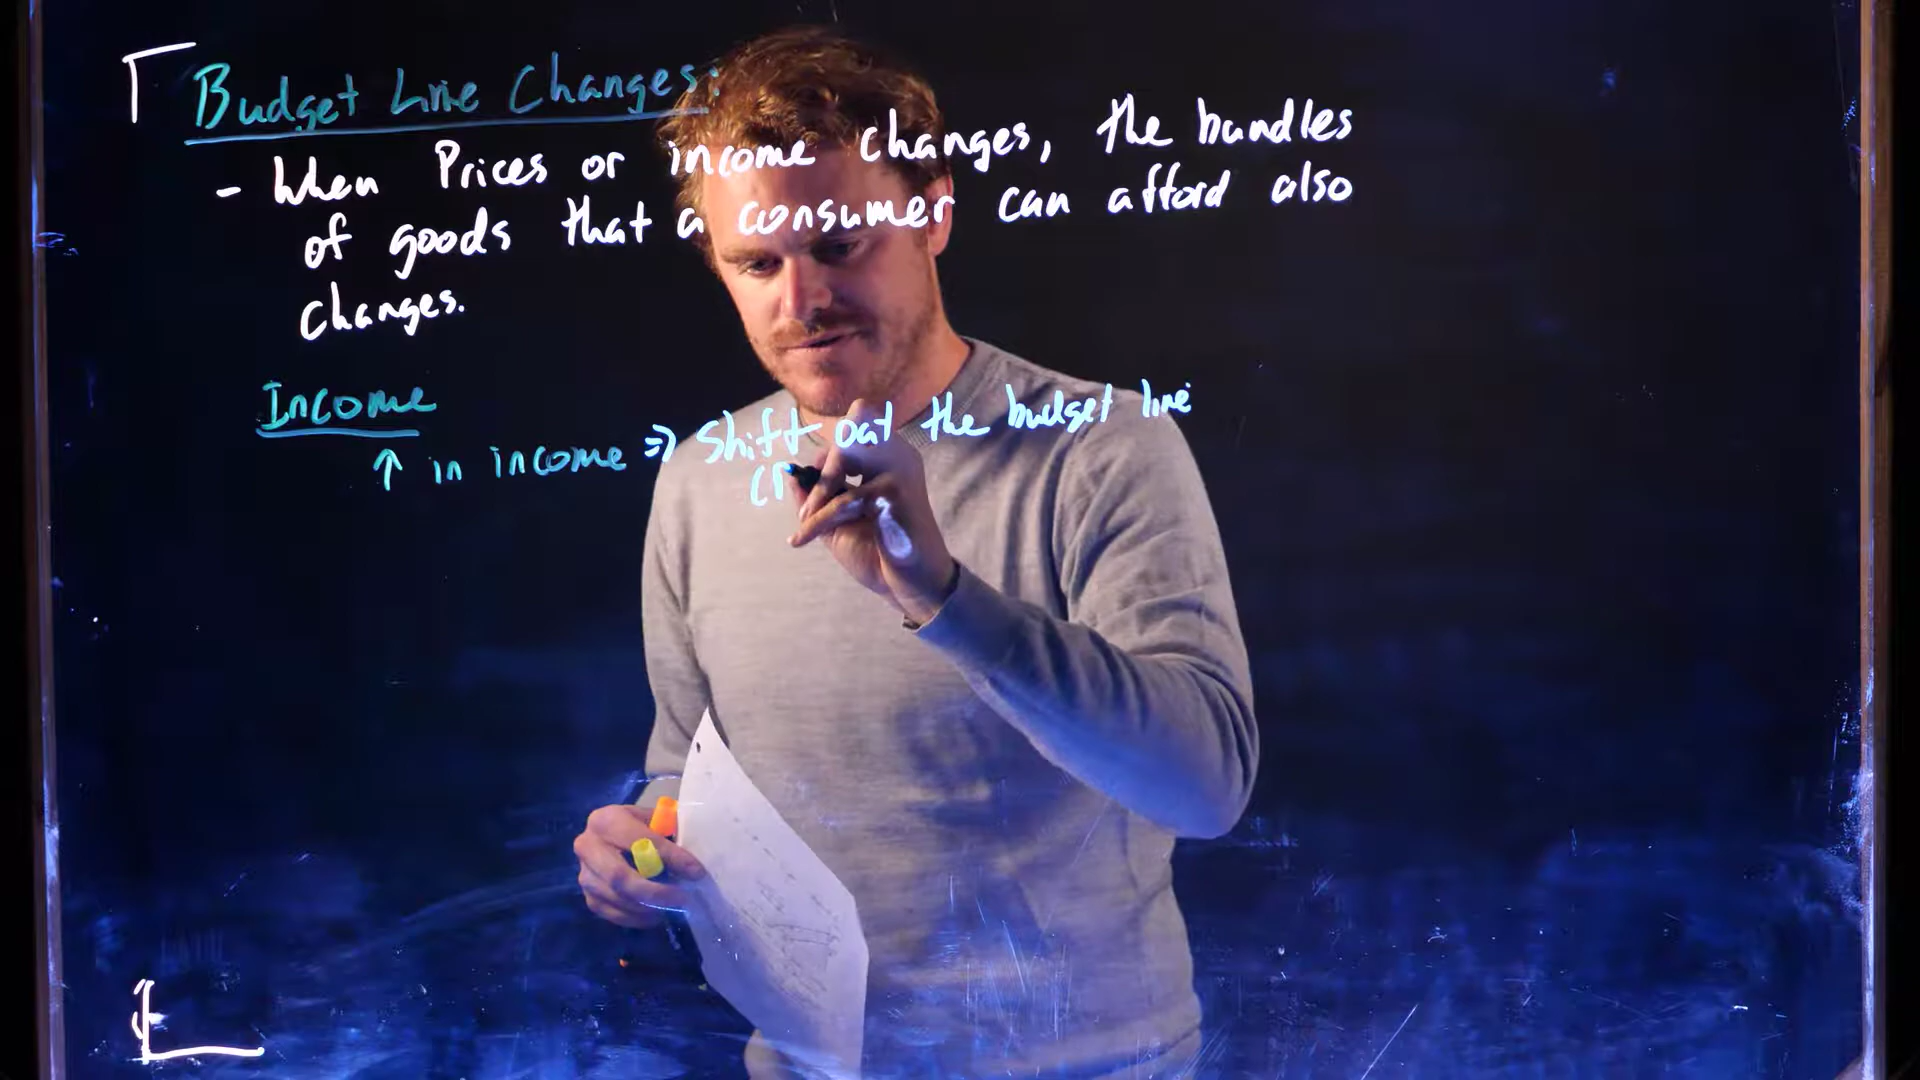 Budget Line Changes:
- When Prices or income changes, the bundles
of goods that a consumer can afford also
changes.
Income
↑ in income => Shift out the budget line
(P